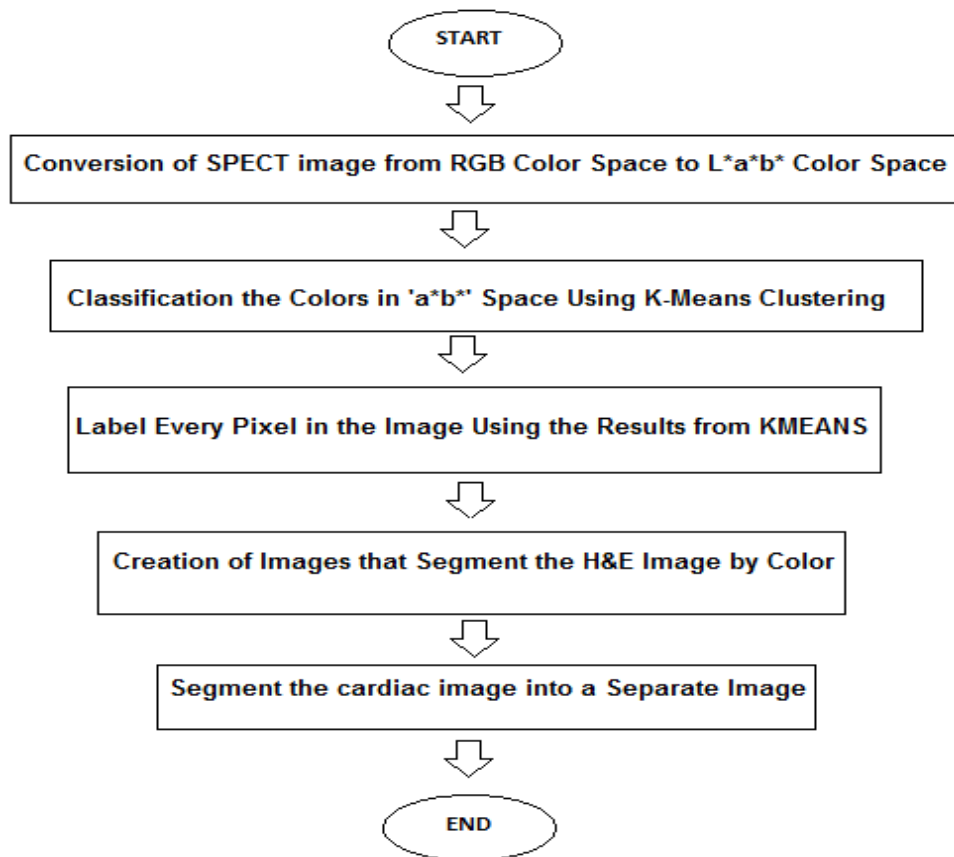 START
Conversion of SPECT image from RGB Color Space to L*a*b* Color Space
Classification the Colors in 'a*b*' Space Using K-Means Clustering
Label Every Pixel in the Image Using the Results from KMEANS
Creation of Images that Segment the H&E Image by Color
Segment the cardiac image into a Separate Image
END